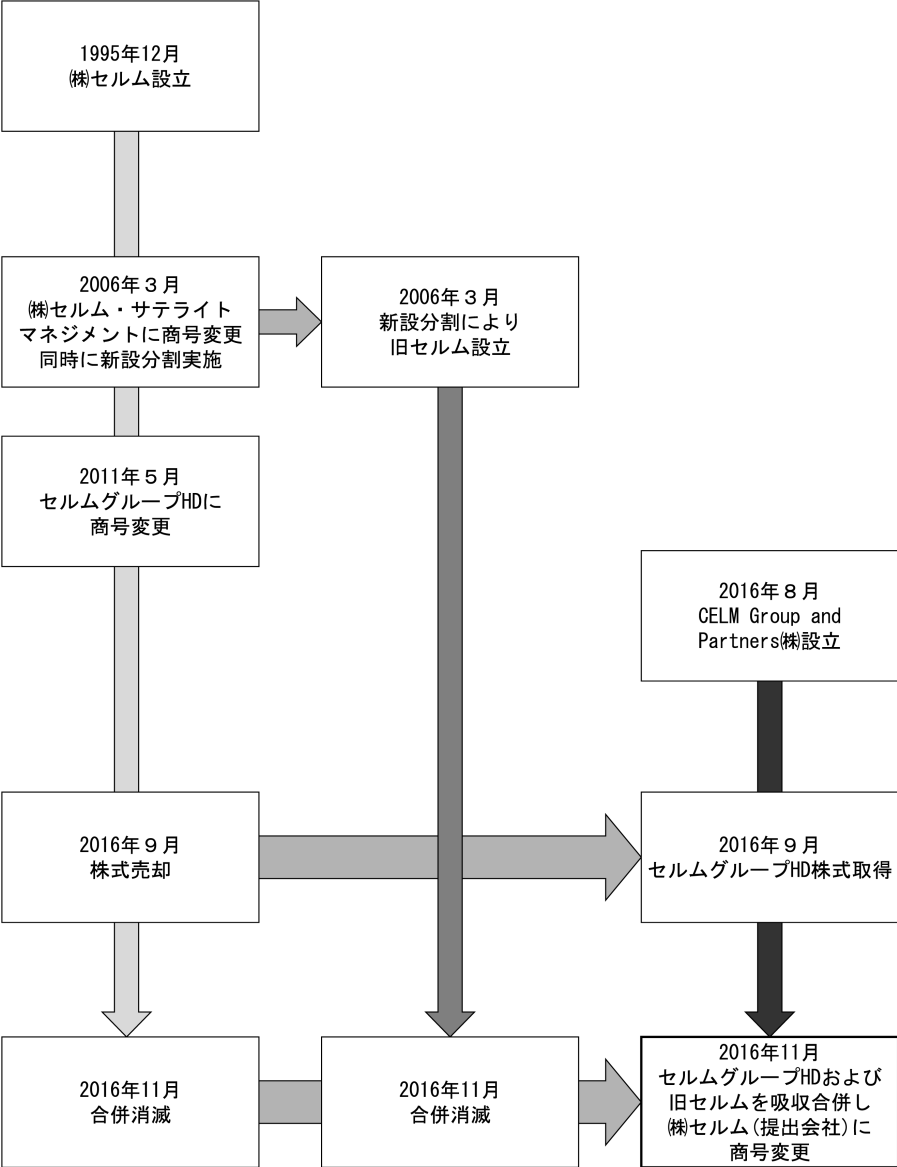 1995年12月
㈱セルム設立
2006年３月
㈱セルム・サテライト
マネジメントに商号変更
同時に新設分割実施
2006年３月
新設分割により
旧セルム設立
2011年５月
セルムグループHDに
商号変更
2016年８月
CELM Group and
Partners㈱設立
2016年９月
株式売却
2016年９月
セルムグループHD株式取得
2016年11月
合併消滅
2016年11月
合併消滅
2016年11月
セルムグループHDおよび
旧セルムを吸収合併し
㈱セルム(提出会社)に
商号変更